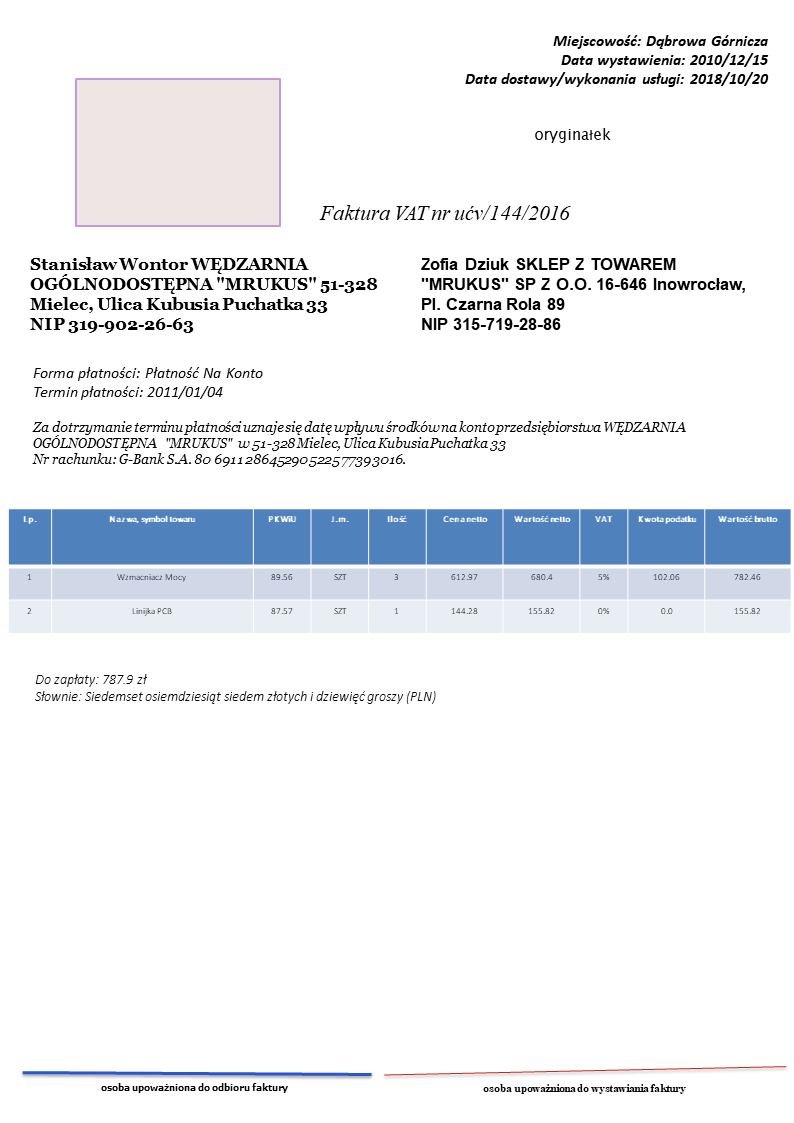 Miejscowość: Dąbrowa Górnicza
Data wystawienia: 2010/12/15
Data dostawy/wykonania usługi: 2018/10/20
oryginałek
Faktura VAT nr ućv/144/2016
Stanisław Wontor WĘDZARNIA
OGÓLNODOSTĘPNA "MRUKUS" 51-328
Mielec, Ulica Kubusia Puchatka 33
NIP 319-902-26-63
Zofia Dziuk SKLEP Z TOWAREM
"MRUKUS" SP Z O.O. 16-646 Inowrocław,
Pl. Czarna Rola 89
NIP 315-719-28-86
Forma płatności: Płatność Na Konto
Termin płatności: 2011/01/04
Za dotrzymanie terminu płatności uznaje się datę wpływu środków na konto przedsiębiorstwa WĘDZARNIA
OGÓLNODOSTĘPNA "MRUKUS" w 51-328 Mielec, Ulica Kubusia Puchatka 33
Nr rachunku: G-Bank S.A. 80 6911 2864 5290 5225 7739 3016.
l.p. Nazwa, symbol towaru PKWiU J.m. Ilość Cena netto Wartość netto VAT Kwota podatku Wartość brutto
1 Wzmacniacz Mocy 89.56 SZT 3 612.97 680.4 5% 102.06 782.46
2 Linijka PCB 87.57 SZT 1 144.28 155.82 0% 0.0 155.82
Do zapłaty: 787.9 zł
Słownie: Siedemset osiemdziesiąt siedem złotych i dziewięć groszy (PLN)
osoba upoważniona do odbioru faktury
osoba upoważniona do wystawiania faktury